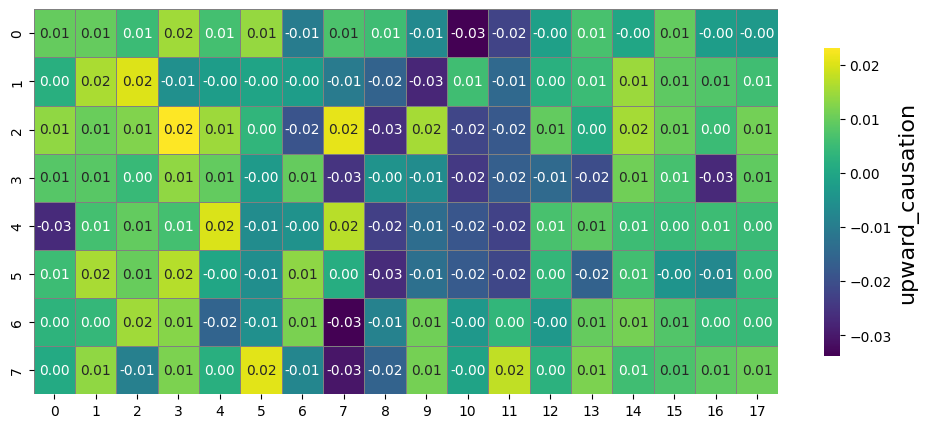 0 0.01 0.01 0.01 0.02 0.01 0.01 -0.01 0.01 0.01 -0.01 -0.03 -0.02 -0.00 0.01 -0.00 0.01 -0.00 -0.00
1 0.00 0.02 0.02 -0.01 -0.00 -0.00 -0.00 -0.01 -0.02 -0.03 0.01 -0.01 0.00 0.01 0.01 0.01 0.01 0.01
2 0.01 0.01 0.01 0.02 0.01 0.00 -0.02 0.02 -0.03 0.02 -0.02 -0.02 0.01 0.00 0.02 0.01 0.00 0.01
3 0.01 0.01 0.00 0.01 0.01 -0.00 0.01 -0.03 -0.00 -0.01 -0.02 -0.02 -0.01 -0.02 0.01 0.01 -0.03 0.01
4 -0.03 0.01 0.01 0.01 0.02 -0.01 -0.00 0.02 -0.02 -0.01 -0.02 -0.02 0.01 0.01 0.00 0.00 0.01 0.00
5 0.01 0.02 0.01 0.02 -0.00 -0.01 0.01 0.00 -0.03 -0.01 -0.02 -0.02 0.00 -0.02 0.01 -0.00 -0.01 0.00
6 0.00 0.00 0.02 0.01 -0.02 -0.01 0.01 -0.03 -0.01 0.01 -0.00 0.00 -0.00 0.01 0.01 0.01 0.00 0.00
7 0.00 0.01 -0.01 0.01 0.00 0.02 -0.01 -0.03 -0.02 0.01 -0.00 0.02 0.00 0.01 0.01 0.01 0.01 0.01
0 1 2 3 4 5 6 7 8 9 10 11 12 13 14 15 16 17
0.02
0.01
0.00
−0.01
−0.02
−0.03
upward_causation